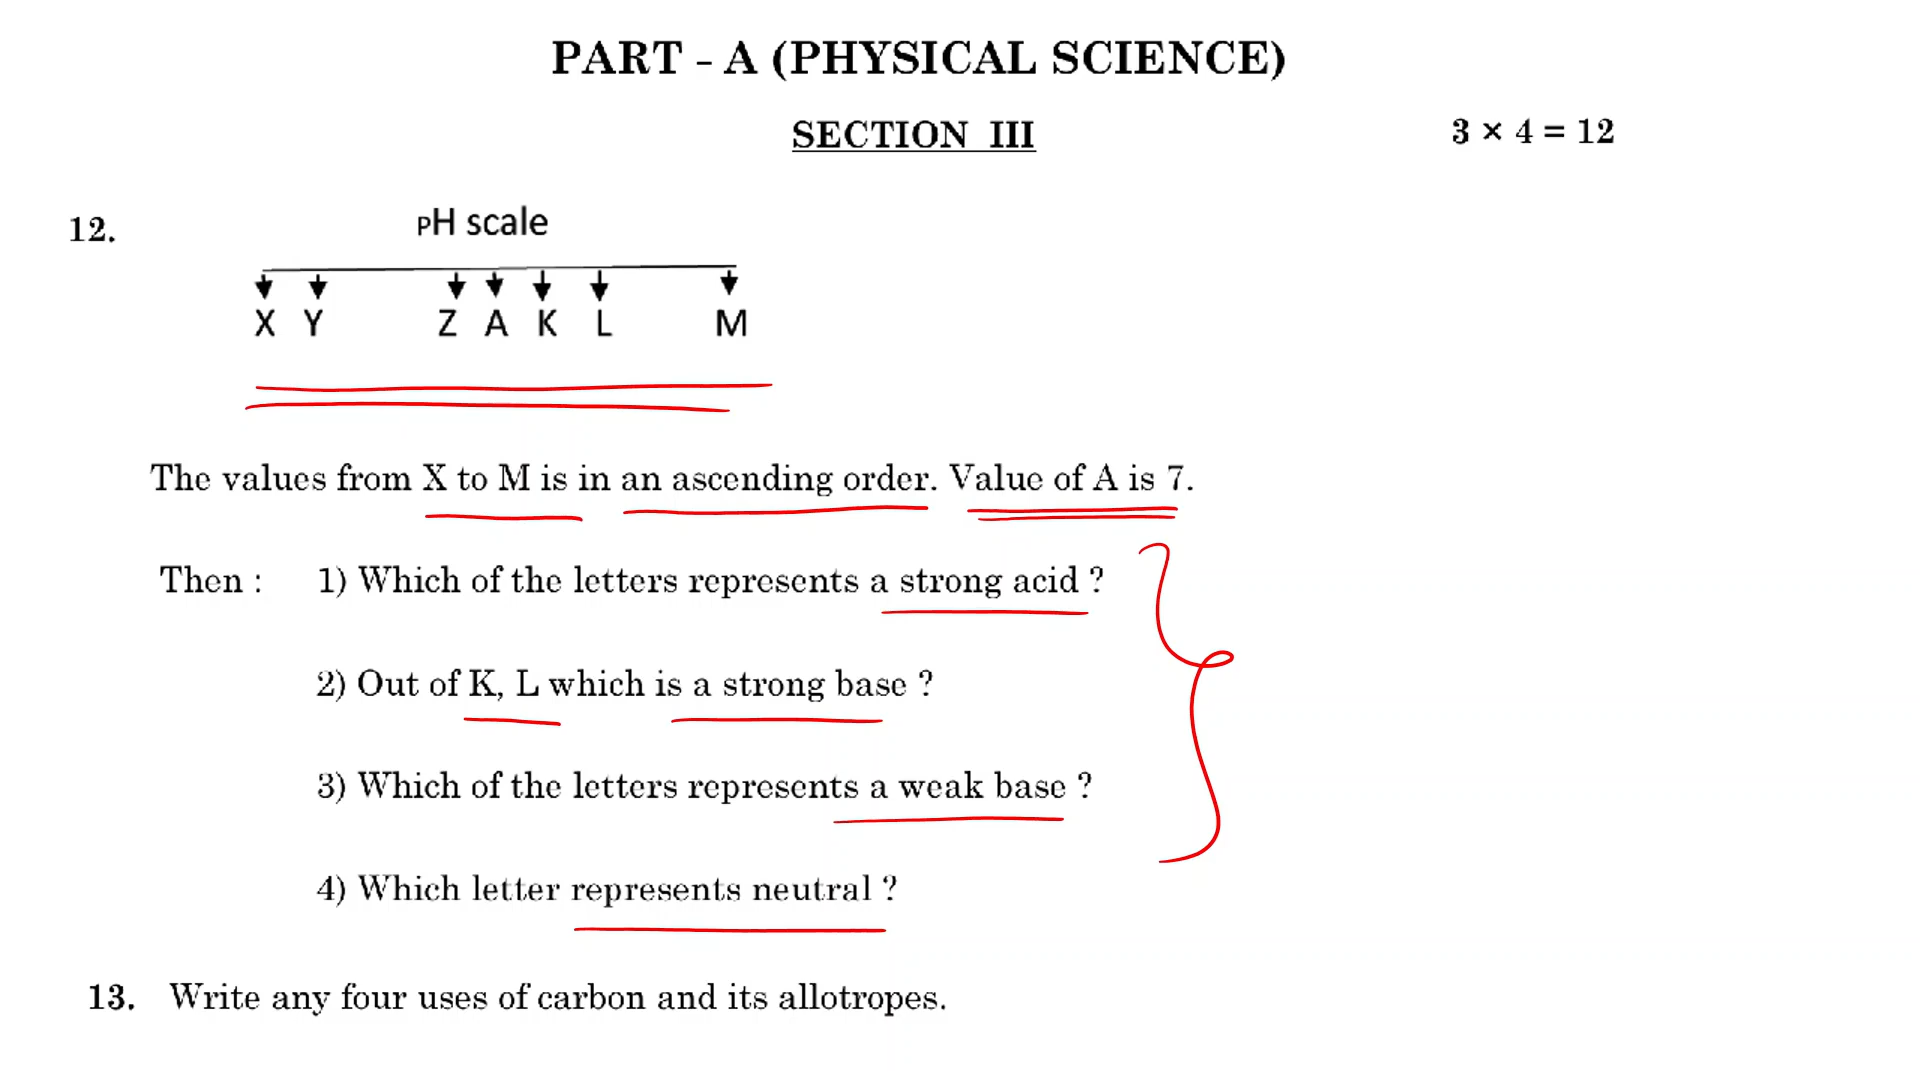 PART - A (PHYSICAL SCIENCE)
SECTION III 3 × 4 = 12
12. PH scale
X Y Z A K L M
The values from X to M is in an ascending order. Value of A is 7.
Then : 1) Which of the letters represents a strong acid ?
2) Out of K, L which is a strong base ?
3) Which of the letters represents a weak base ?
4) Which letter represents neutral ?
13. Write any four uses of carbon and its allotropes.